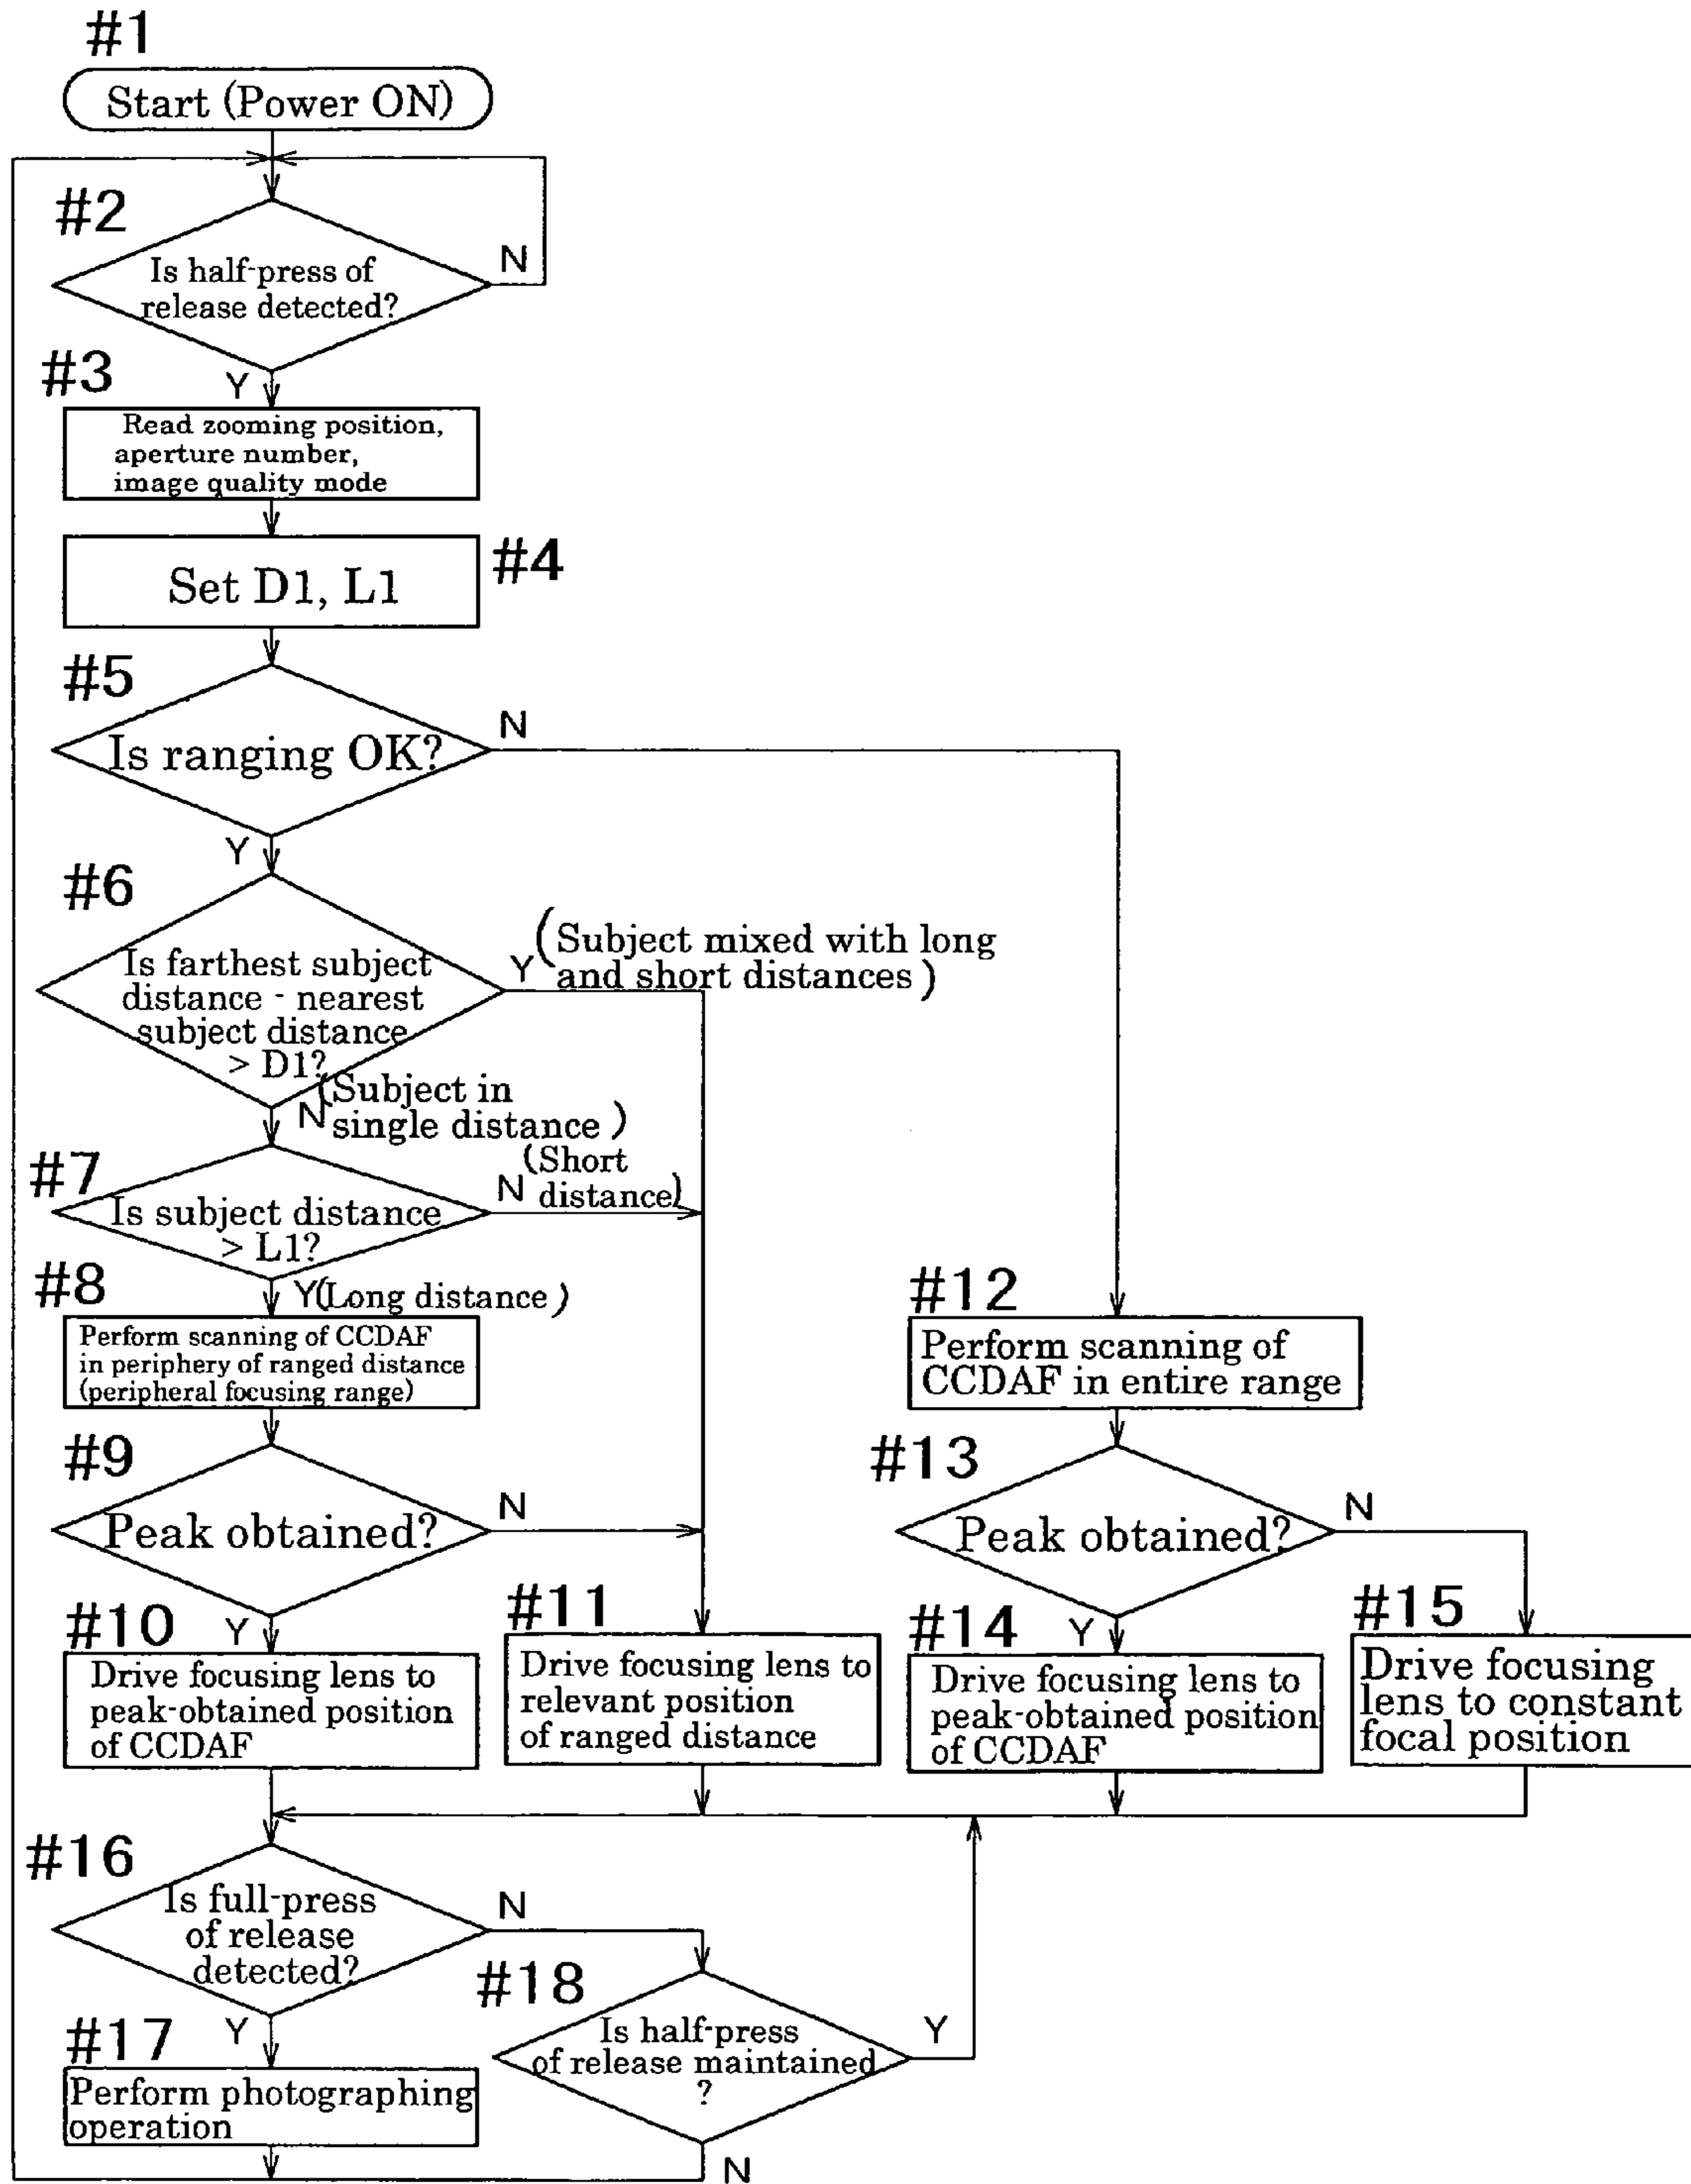 #1
Start (Power ON)
#2
Is half-press of
release detected?
N
Y
#3
Read zooming position,
aperture number,
image quality mode
#4
Set D1, L1
#5
Is ranging OK?
N
Y
#6
Is farthest subject
distance - nearest
subject distance
> D1?
Y (Subject mixed with long
and short distances)
N (Subject in
single distance)
#7
Is subject distance
> L1?
N (Short
distance)
Y (Long distance)
#8
Perform scanning of CCDAF
in periphery of ranged distance
(peripheral focusing range)
#9
Peak obtained?
N
Y
#10
Drive focusing lens to
peak-obtained position
of CCDAF
#11
Drive focusing lens to
relevant position
of ranged distance
#12
Perform scanning of
CCDAF in entire range
#13
Peak obtained?
N
Y
#14
Drive focusing lens to
peak-obtained position
of CCDAF
#15
Drive focusing
lens to constant
focal position
#16
Is full-press
of release
detected?
N
Y
#17
Perform photographing
operation
#18
Is half-press
of release maintained
?
Y
N